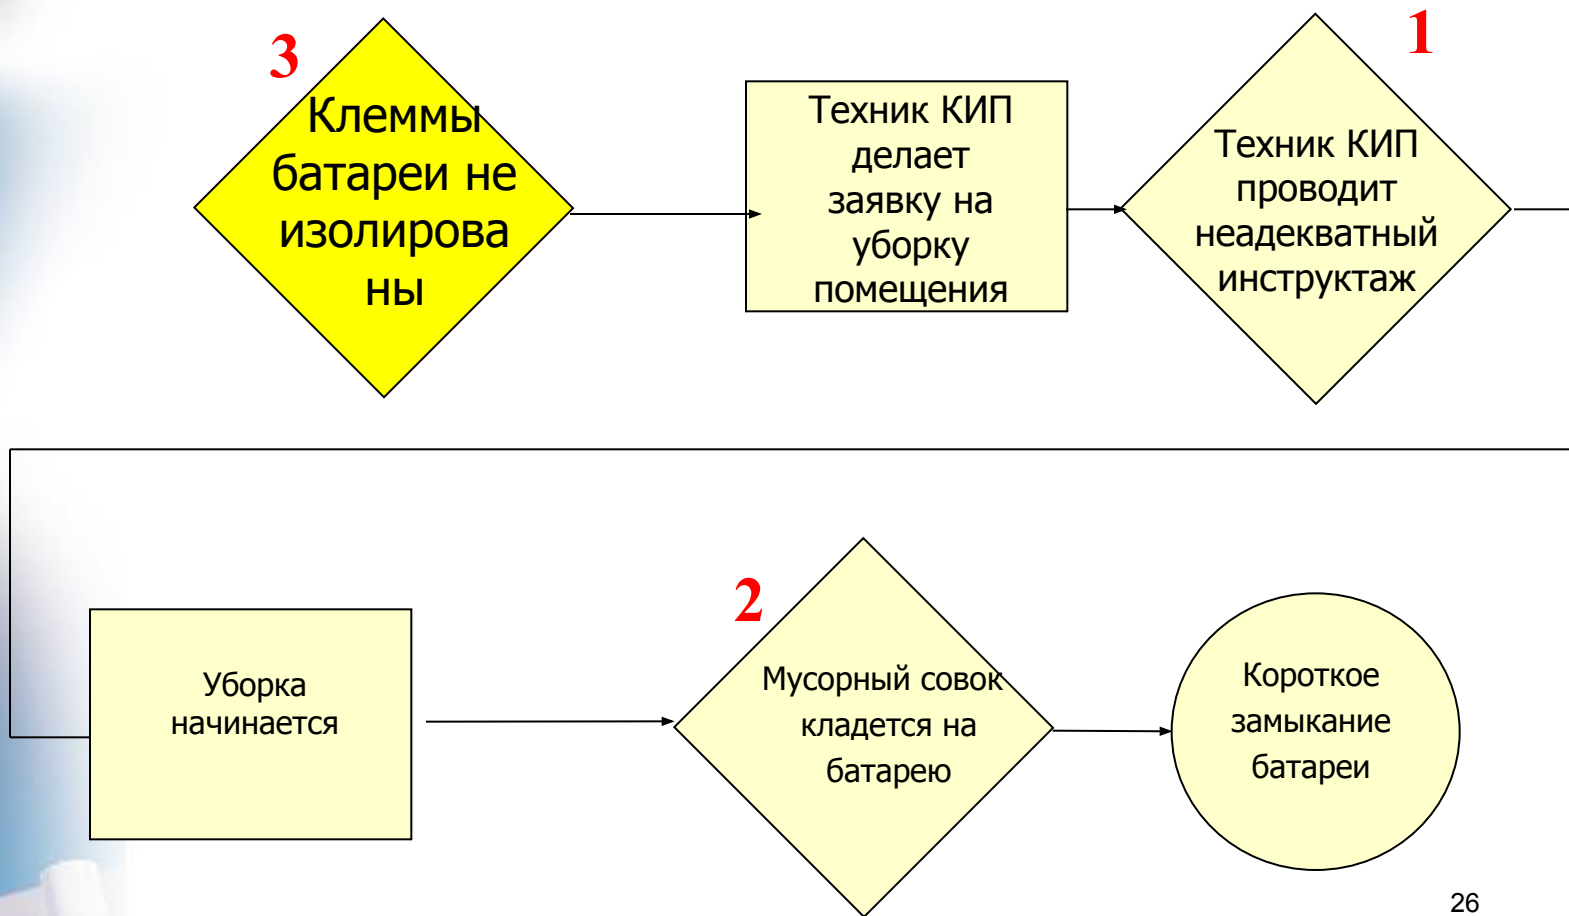 3
Клеммы
батареи не
изолирова
ны
Техник КИП
делает
заявку на
уборку
помещения
1
Техник КИП
проводит
неадекватный
инструктаж
Уборка
начинается
2
Мусорный совок
кладется на
батарею
Короткое
замыкание
батареи
26